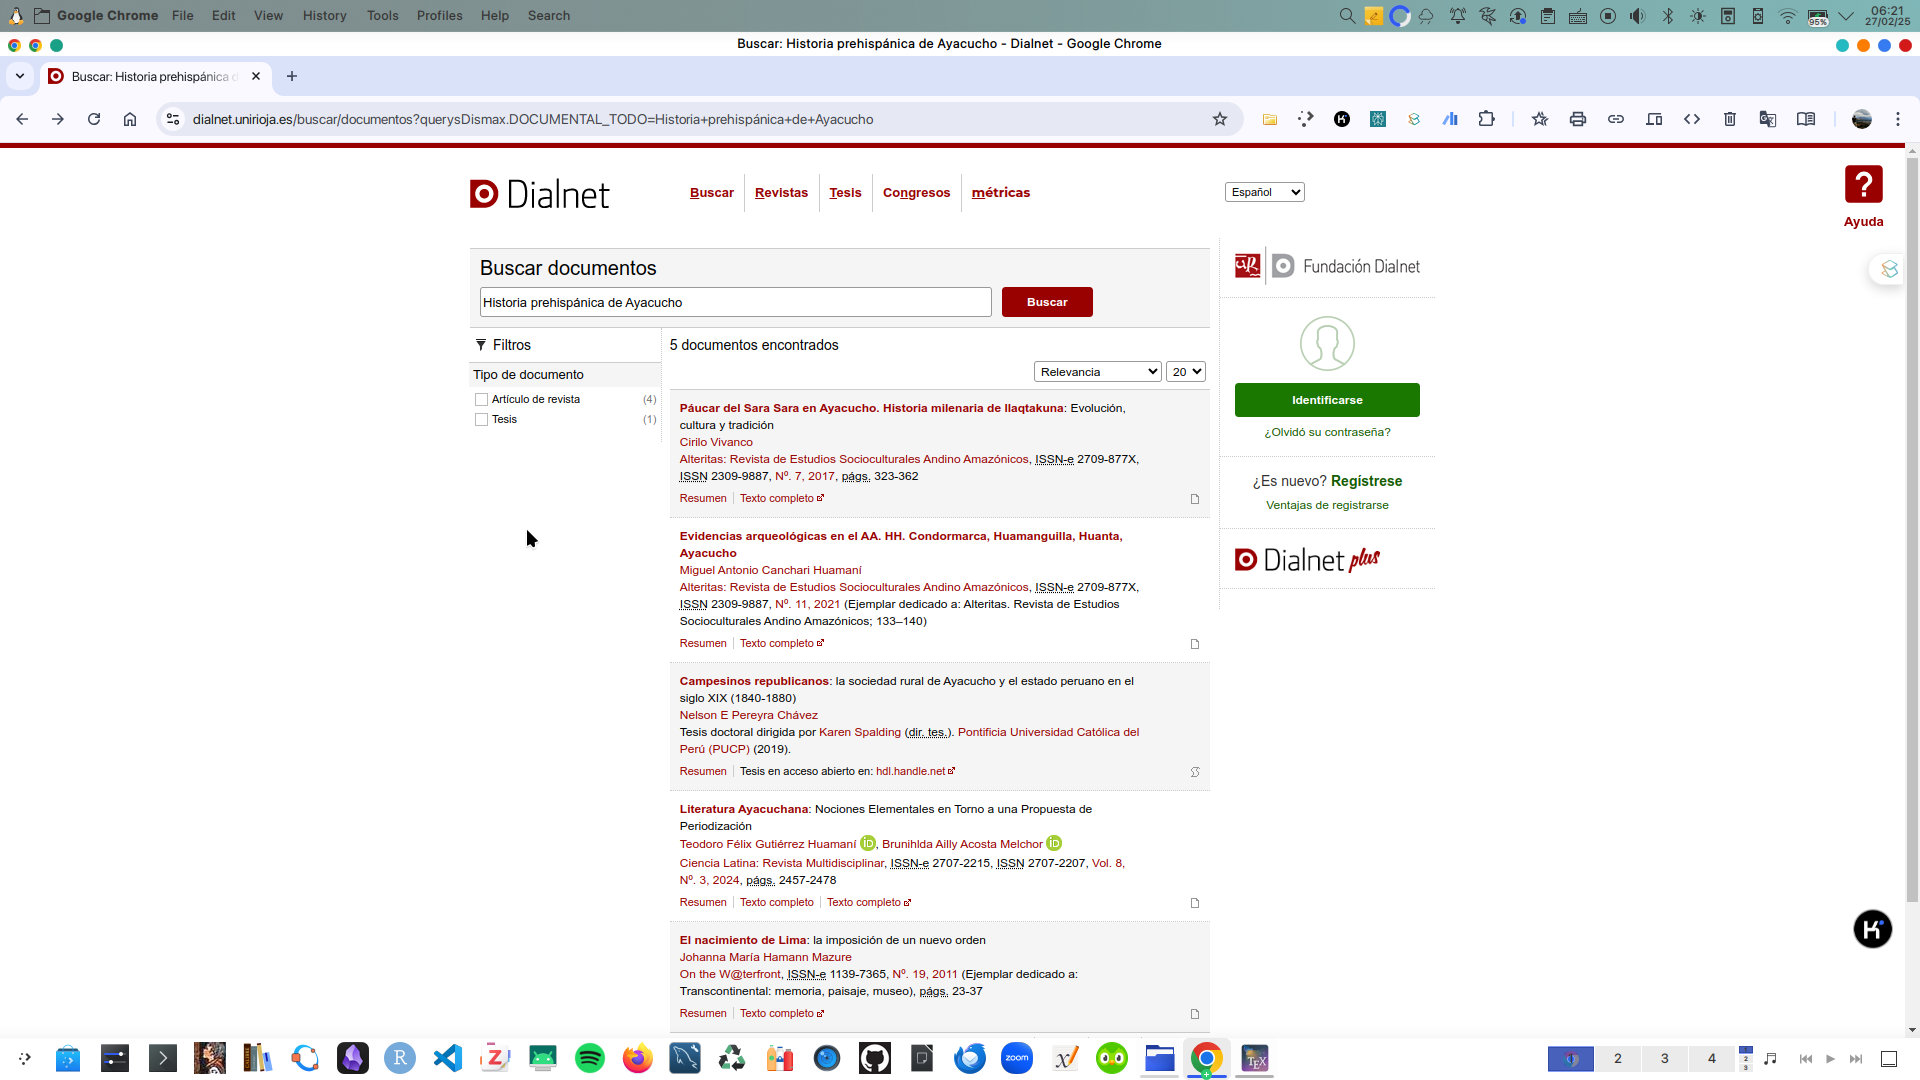 Google Chrome File Edit View History Tools Profiles Help Search
95%
06:21
27/02/25
Buscar: Historia prehispánica de Ayacucho - Dialnet - Google Chrome
Buscar: Historia prehispánica d
dialnet.unirioja.es/buscar/documentos?querysDismax.DOCUMENTAL_TODO=Historia+prehispánica+de+Ayacucho
Dialnet
Buscar Revistas Tesis Congresos métricas
Español
?
Ayuda
Buscar documentos
Historia prehispánica de Ayacucho
Buscar
Filtros
Tipo de documento
Artículo de revista (4)
Tesis (1)
5 documentos encontrados
Relevancia 20
Páucar del Sara Sara en Ayacucho. Historia milenaria de llaqtakuna: Evolución,
cultura y tradición
Cirilo Vivanco
Alteritas: Revista de Estudios Socioculturales Andino Amazónicos, ISSN-e 2709-877X,
ISSN 2309-9887, Nº. 7, 2017, págs. 323-362
Resumen Texto completo
Evidencias arqueológicas en el AA. HH. Condormarca, Huamanguilla, Huanta,
Ayacucho
Miguel Antonio Canchari Huamaní
Alteritas: Revista de Estudios Socioculturales Andino Amazónicos, ISSN-e 2709-877X,
ISSN 2309-9887, Nº. 11, 2021 (Ejemplar dedicado a: Alteritas. Revista de Estudios
Socioculturales Andino Amazónicos; 133–140)
Resumen Texto completo
Campesinos republicanos: la sociedad rural de Ayacucho y el estado peruano en el
siglo XIX (1840-1880)
Nelson E Pereyra Chávez
Tesis doctoral dirigida por Karen Spalding (dir. tes.). Pontificia Universidad Católica del
Perú (PUCP) (2019).
Resumen Tesis en acceso abierto en: hdl.handle.net
Literatura Ayacuchana: Nociones Elementales en Torno a una Propuesta de
Periodización
Teodoro Félix Gutiérrez Huamaní iD, Brunihlda Ailly Acosta Melchor iD
Ciencia Latina: Revista Multidisciplinar, ISSN-e 2707-2215, ISSN 2707-2207, Vol. 8,
Nº. 3, 2024, págs. 2457-2478
Resumen Texto completo Texto completo
El nacimiento de Lima: la imposición de un nuevo orden
Johanna María Hamann Mazure
On the W@terfront, ISSN-e 1139-7365, Nº. 19, 2011 (Ejemplar dedicado a:
Transcontinental: memoria, paisaje, museo), págs. 23-37
Resumen Texto completo
UR Fundación Dialnet
Identificarse
¿Olvidó su contraseña?
¿Es nuevo? Regístrese
Ventajas de registrarse
Dialnet plus
K
R
Z
zoom
X
TEX
2 3 4
1
2
3